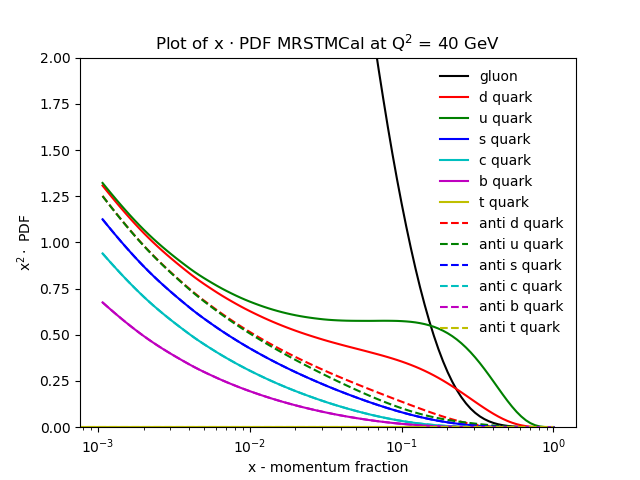 Plot of x · PDF MRSTMCal at Q² = 40 GeV
x² · PDF
2.00
1.75
1.50
1.25
1.00
0.75
0.50
0.25
0.00
10⁻³
10⁻²
10⁻¹
10⁰
x - momentum fraction
gluon
d quark
u quark
s quark
c quark
b quark
t quark
anti d quark
anti u quark
anti s quark
anti c quark
anti b quark
anti t quark